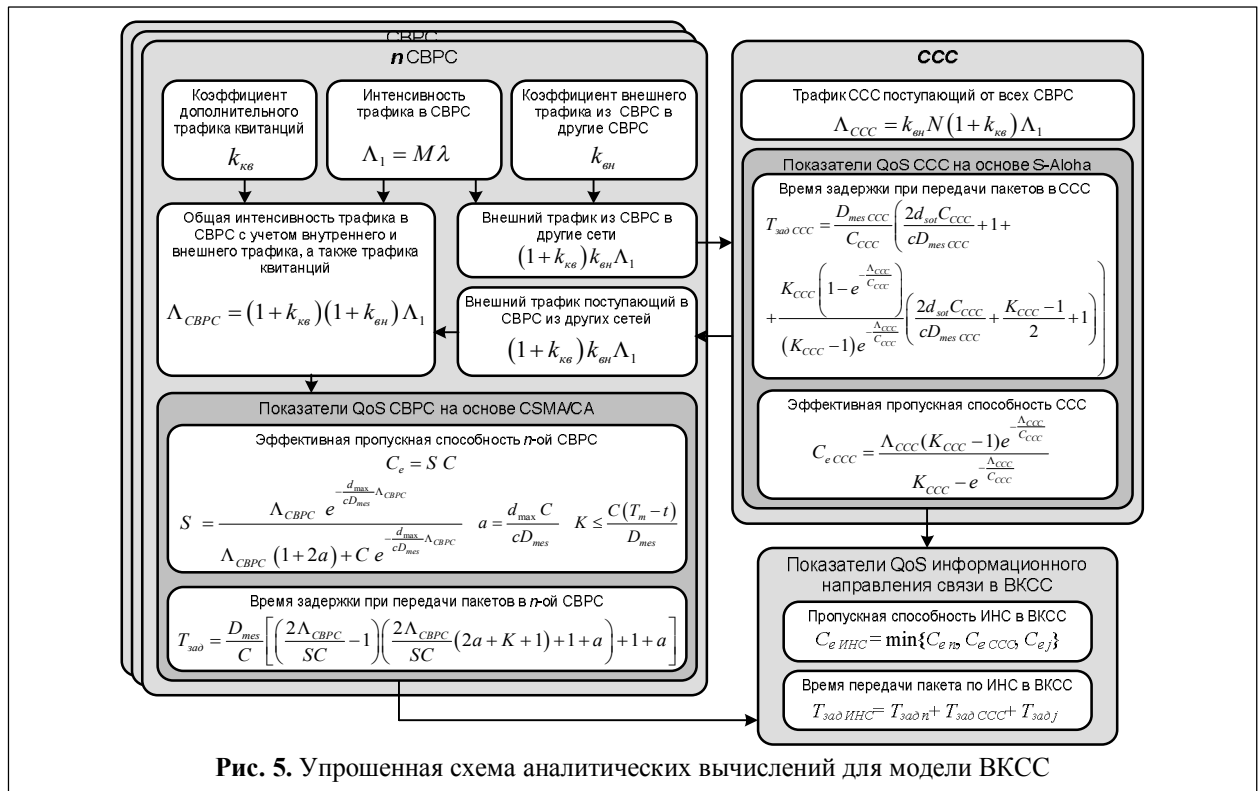 СВРС
n СВРС
Коэффициент
дополнительного
трафика квитанций
k_кв
Интенсивность
трафика в СВРС
Λ_1 = Mλ
Коэффициент внешнего
трафика из СВРС в
другие СВРС
k_вн
Общая интенсивность трафика в
СВРС с учетом внутреннего и
внешнего трафика, а также трафика
квитанций
Λ_СВРС = (1 + k_кв)(1 + k_вн)Λ_1
Внешний трафик из СВРС в
другие сети
(1 + k_кв)k_вн Λ_1
Внешний трафик поступающий в
СВРС из других сетей
(1 + k_кв)k_вн Λ_1
Показатели QoS СВРС на основе CSMA/CA
Эффективная пропускная способность n-ой СВРС
C_e = S C
S = (Λ_СВРС e^{-(d_max/(cD_mes))Λ_СВРС}) / (Λ_СВРС (1 + 2a) + C e^{-(d_max/(cD_mes))Λ_СВРС}) a = (d_max C)/(cD_mes) K ≤ (C(T_m − t))/D_mes
Время задержки при передачи пакетов в n-ой СВРС
T_зад = (D_mes/C)[((2Λ_СВРС/SC) − 1)((2Λ_СВРС/SC)(2a + K + 1) + 1 + a) + 1 + a]
ССС
Трафик ССС поступающий от всех СВРС
Λ_ССС = k_вн N(1 + k_кв)Λ_1
Показатели QoS ССС на основе S-Aloha
Время задержки при передачи пакетов в ССС
T_зад ССС = (D_mes ССС/C_ССС)((2d_sot C_ССС)/(cD_mes ССС) + 1 +
+ (K_ССС(1 − e^{-Λ_ССС/C_ССС}))/((K_ССС − 1)e^{-Λ_ССС/C_ССС}) ((2d_sot C_ССС)/(cD_mes ССС) + (K_ССС − 1)/2 + 1))
Эффективная пропускная способность ССС
C_e ССС = (Λ_ССС(K_ССС − 1)e^{-Λ_ССС/C_ССС})/(K_ССС − e^{-Λ_ССС/C_ССС})
Показатели QoS информационного
направления связи в ВКСС
Пропускная способность ИНС в ВКСС
C_e ИНС = min{C_e n, C_e ССС, C_e j}
Время передачи пакета по ИНС в ВКСС
T_зад ИНС = T_зад n + T_зад ССС + T_зад j
Рис. 5. Упрошенная схема аналитических вычислений для модели ВКСС